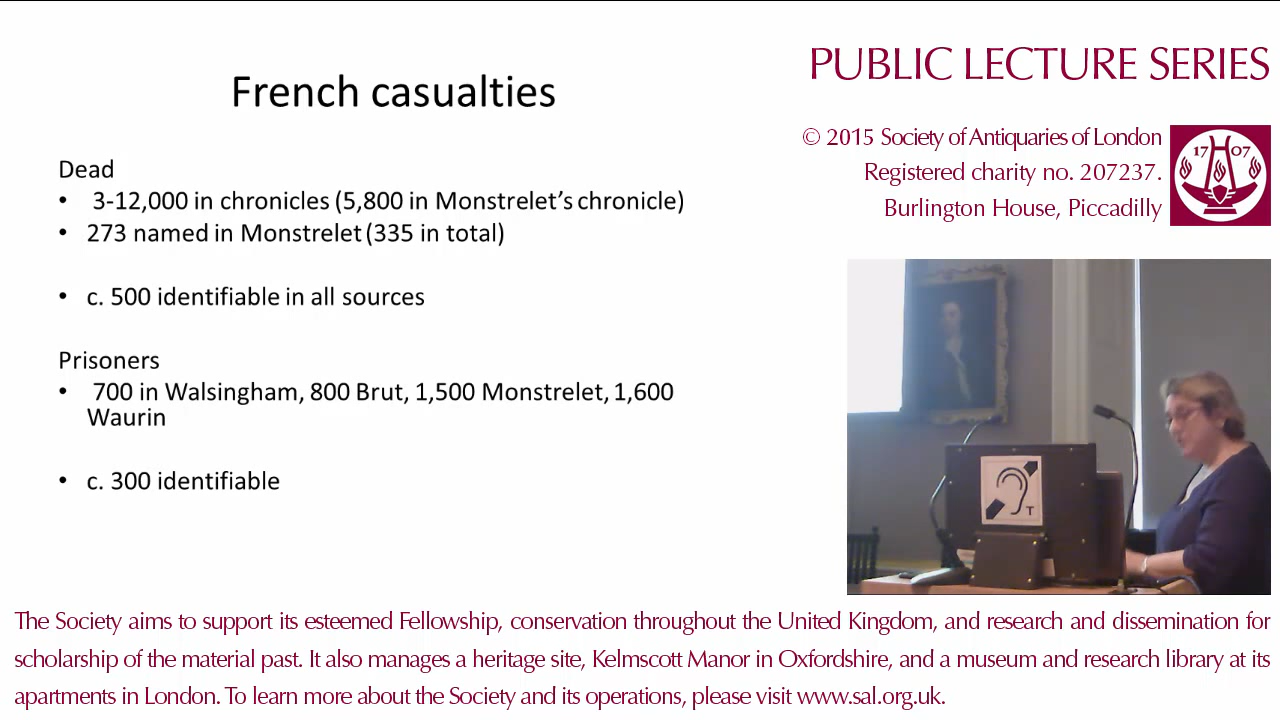 French casualties
Dead
• 3-12,000 in chronicles (5,800 in Monstrelet's chronicle)
• 273 named in Monstrelet (335 in total)
• c. 500 identifiable in all sources
Prisoners
• 700 in Walsingham, 800 Brut, 1,500 Monstrelet, 1,600
Waurin
• c. 300 identifiable
PUBLIC LECTURE SERIES
© 2015 Society of Antiquaries of London
Registered charity no. 207237.
Burlington House, Piccadilly
17 07
T
The Society aims to support its esteemed Fellowship, conservation throughout the United Kingdom, and research and dissemination for
scholarship of the material past. It also manages a heritage site, Kelmscott Manor in Oxfordshire, and a museum and research library at its
apartments in London. To learn more about the Society and its operations, please visit www.sal.org.uk.